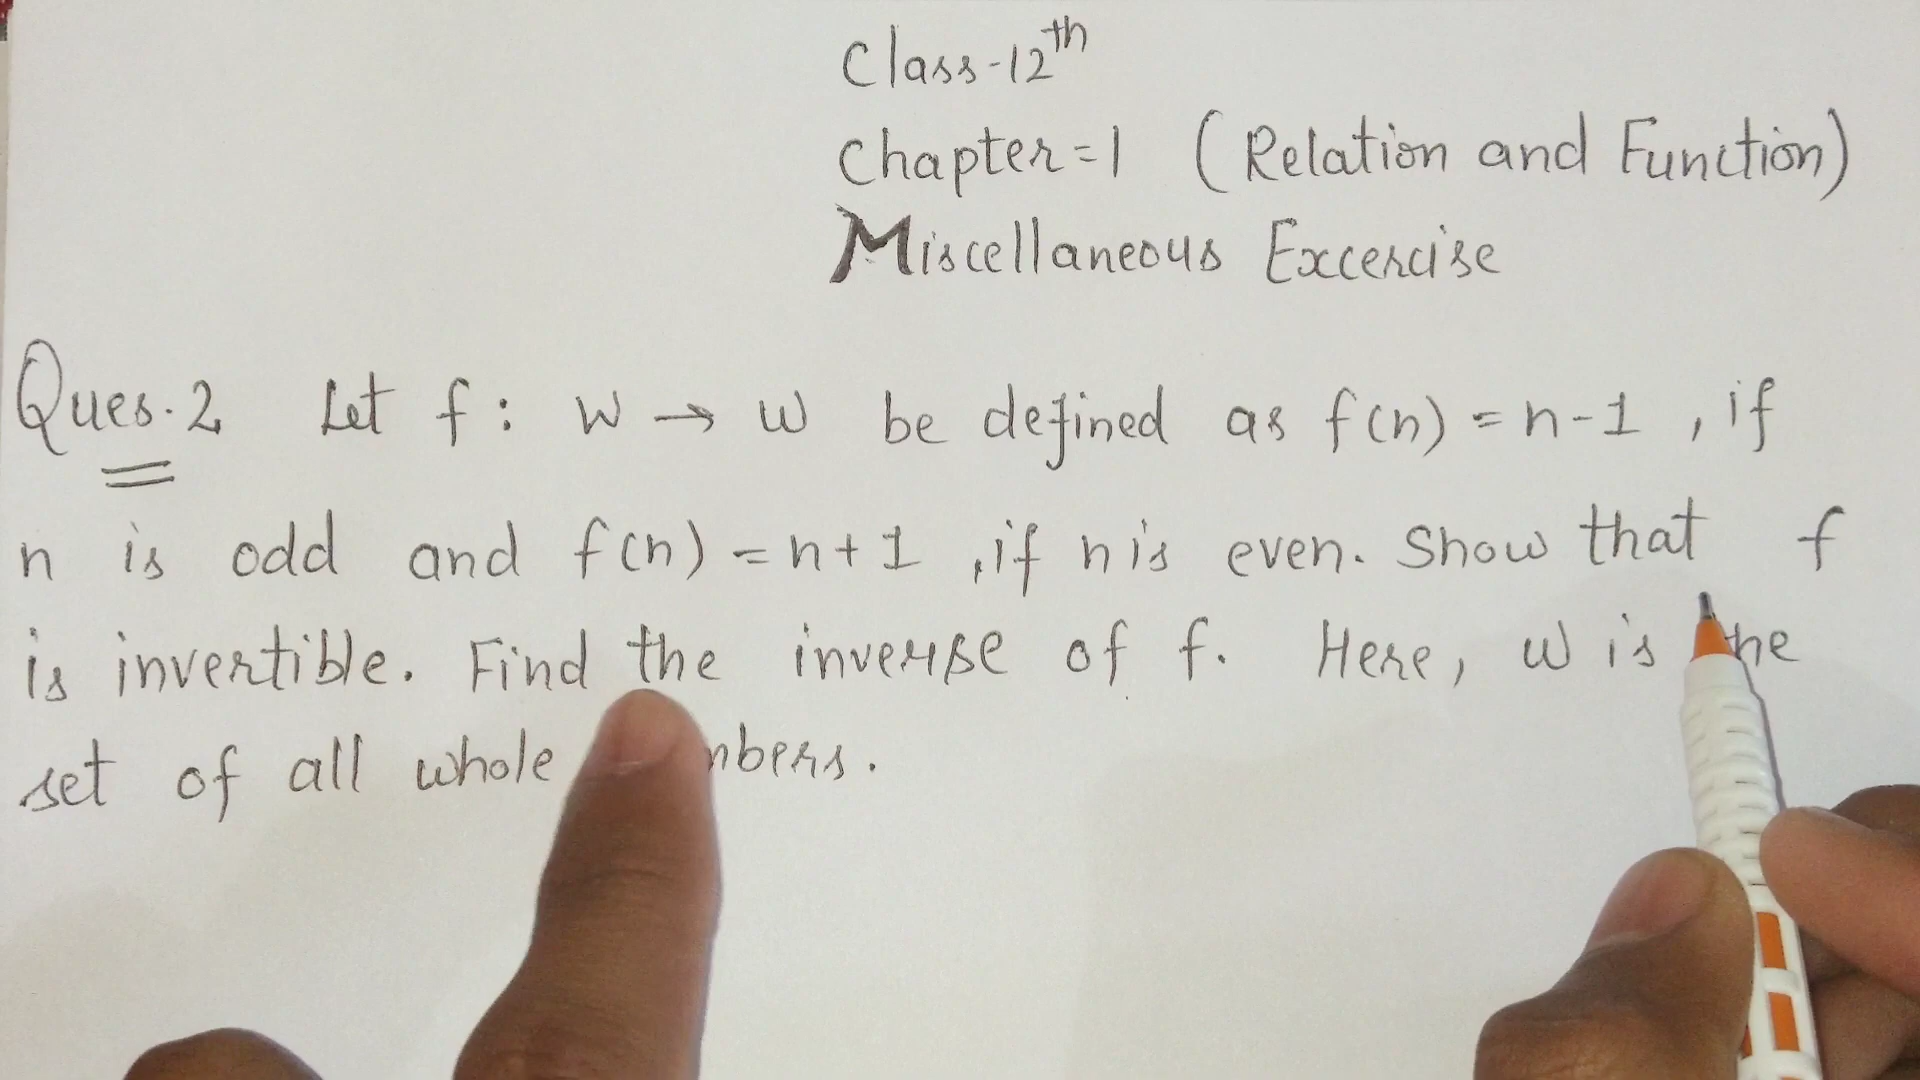 Class-12th
Chapter=1 (Relation and Function)
Miscellaneous Excercise
Ques.2 Let f: W → W be defined as f(n) = n-1, if
n is odd and f(n) = n+1, if n is even. Show that f
is invertible. Find the inverse of f. Here, W is the
set of all whole